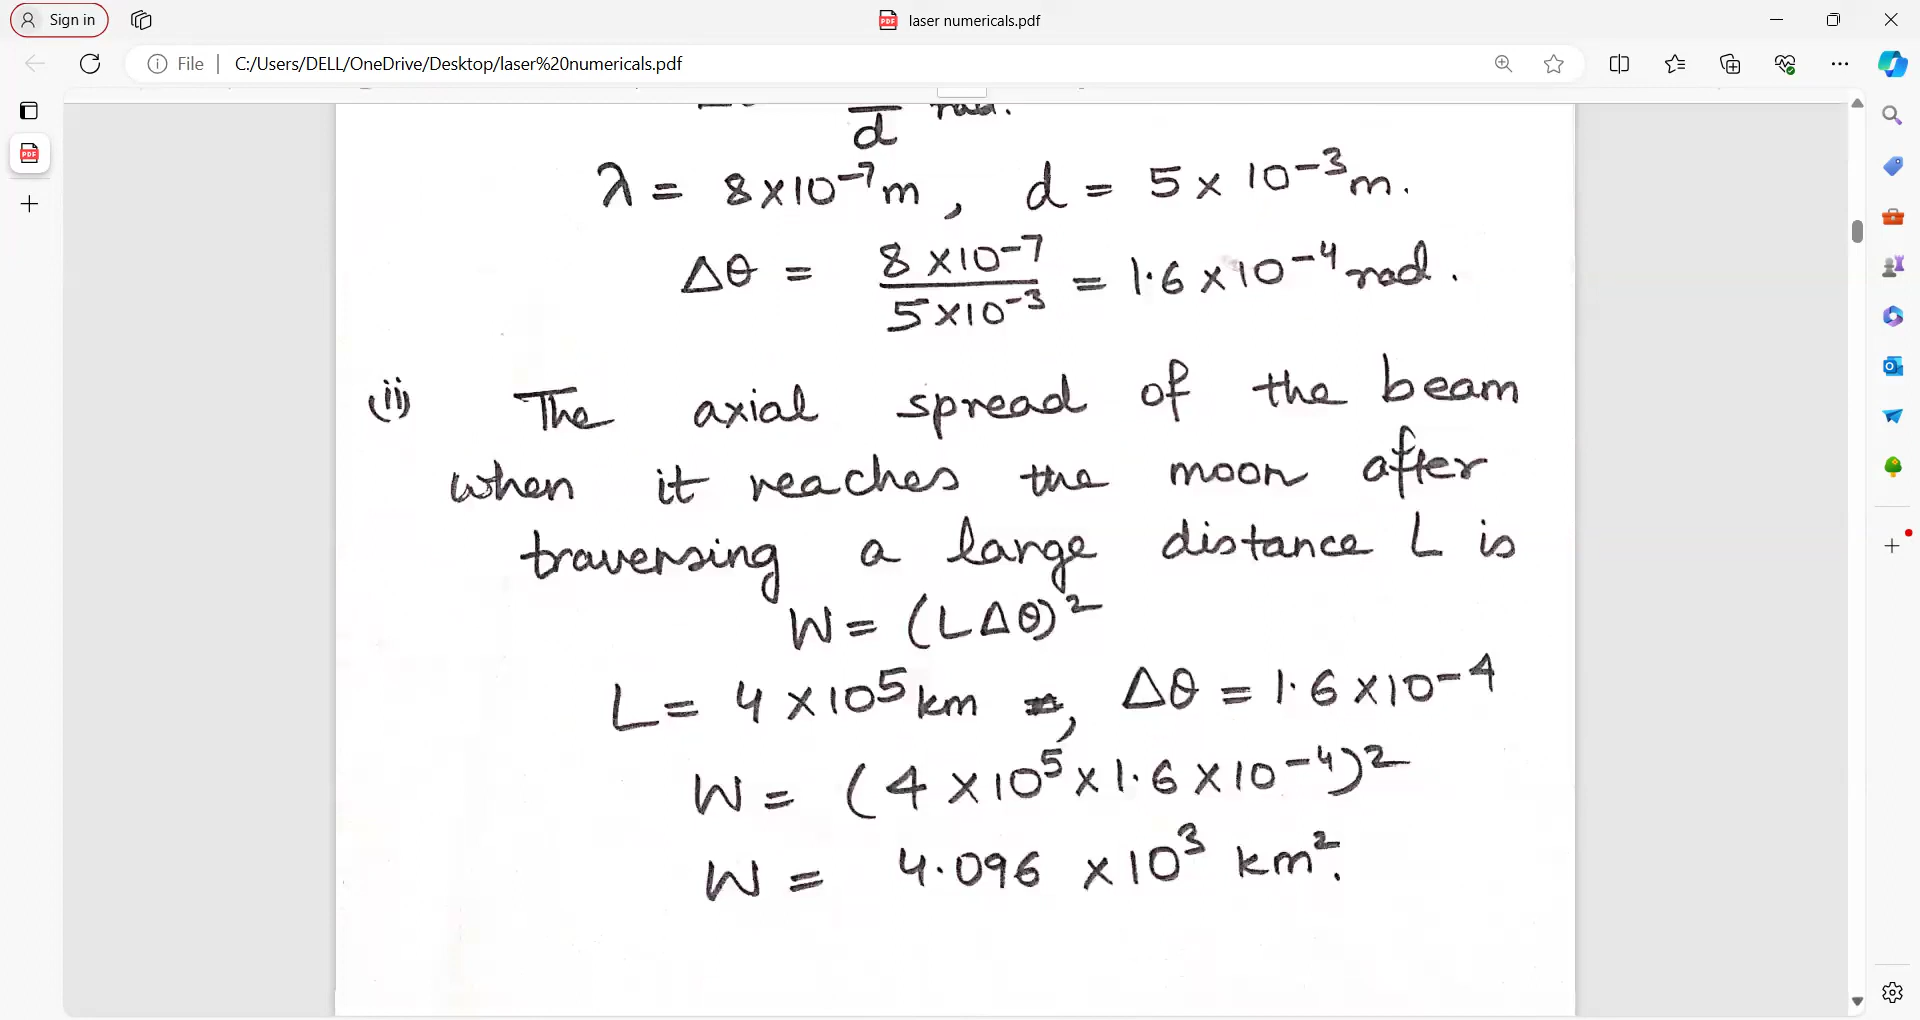 Sign in
laser numericals.pdf
File | C:/Users/DELL/OneDrive/Desktop/laser%20numericals.pdf
d rad.
λ = 8×10⁻⁷m, d = 5 × 10⁻³m.
Δθ = 8×10⁻⁷ / 5×10⁻³ = 1.6×10⁻⁴ rad.
(ii) The axial spread of the beam
when it reaches the moon after
traversing a large distance L is
W = (LΔθ)²
L = 4×10⁵km , Δθ = 1.6×10⁻⁴
W = (4×10⁵×1.6×10⁻⁴)²
W = 4.096 ×10³ km².